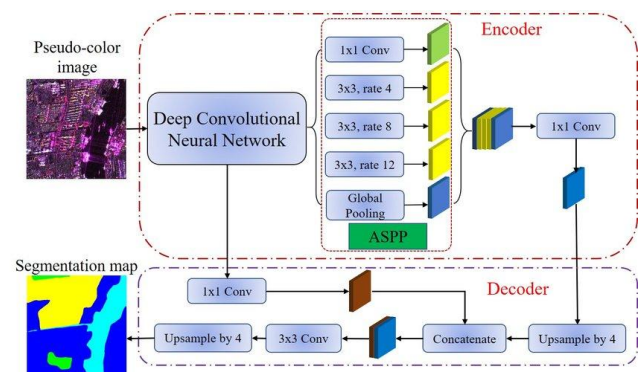 Pseudo-color
image
Encoder
Deep Convolutional
Neural Network
1x1 Conv
3x3, rate 4
3x3, rate 8
3x3, rate 12
Global
Pooling
ASPP
1x1 Conv
Segmentation map
Decoder
1x1 Conv
Upsample by 4
3x3 Conv
Concatenate
Upsample by 4